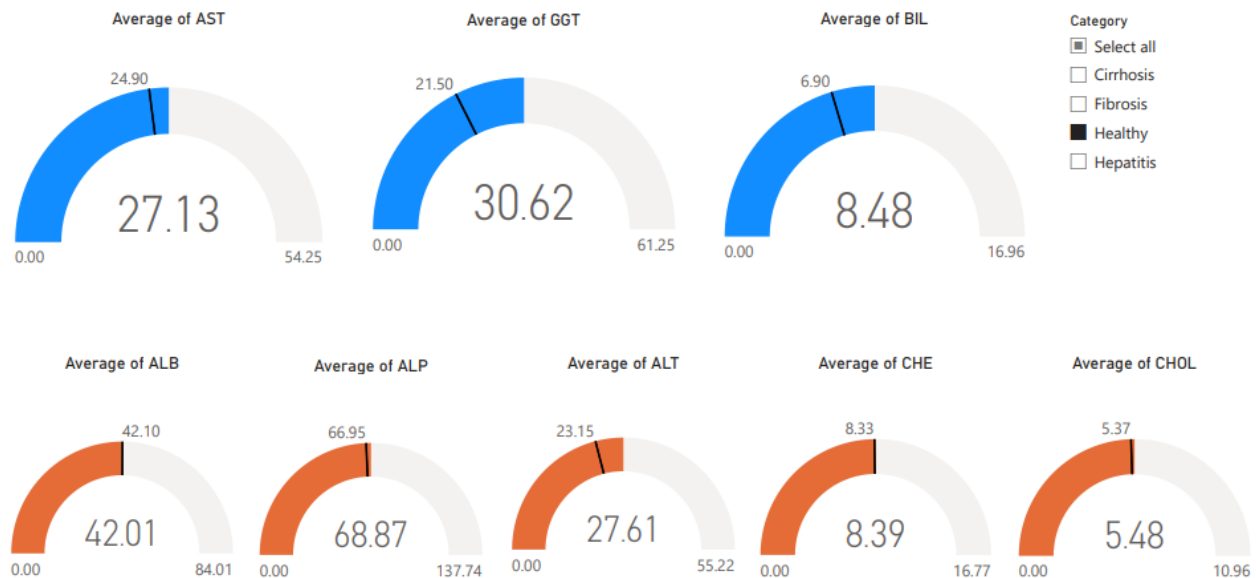 Average of AST
24.90
27.13
0.00
54.25
Average of GGT
21.50
30.62
0.00
61.25
Average of BIL
6.90
8.48
0.00
16.96
Category
Select all
Cirrhosis
Fibrosis
Healthy
Hepatitis
Average of ALB
42.10
42.01
0.00
84.01
Average of ALP
66.95
68.87
0.00
137.74
Average of ALT
23.15
27.61
0.00
55.22
Average of CHE
8.33
8.39
0.00
16.77
Average of CHOL
5.37
5.48
0.00
10.96